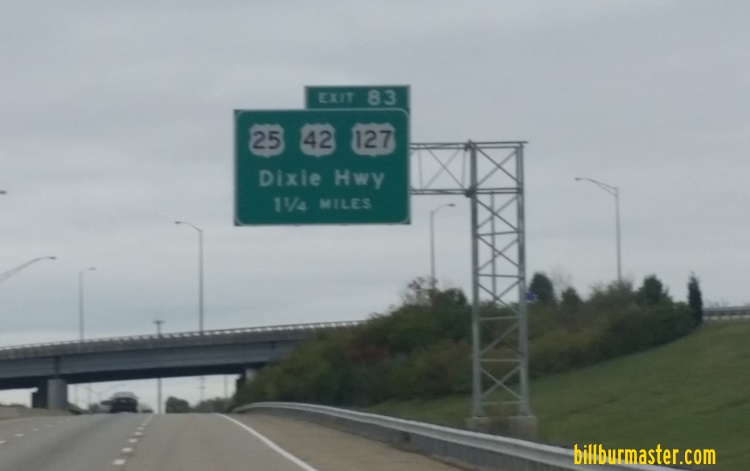 EXIT 83
25 42 127
Dixie Hwy
1¼ MILES
billburmaster.com